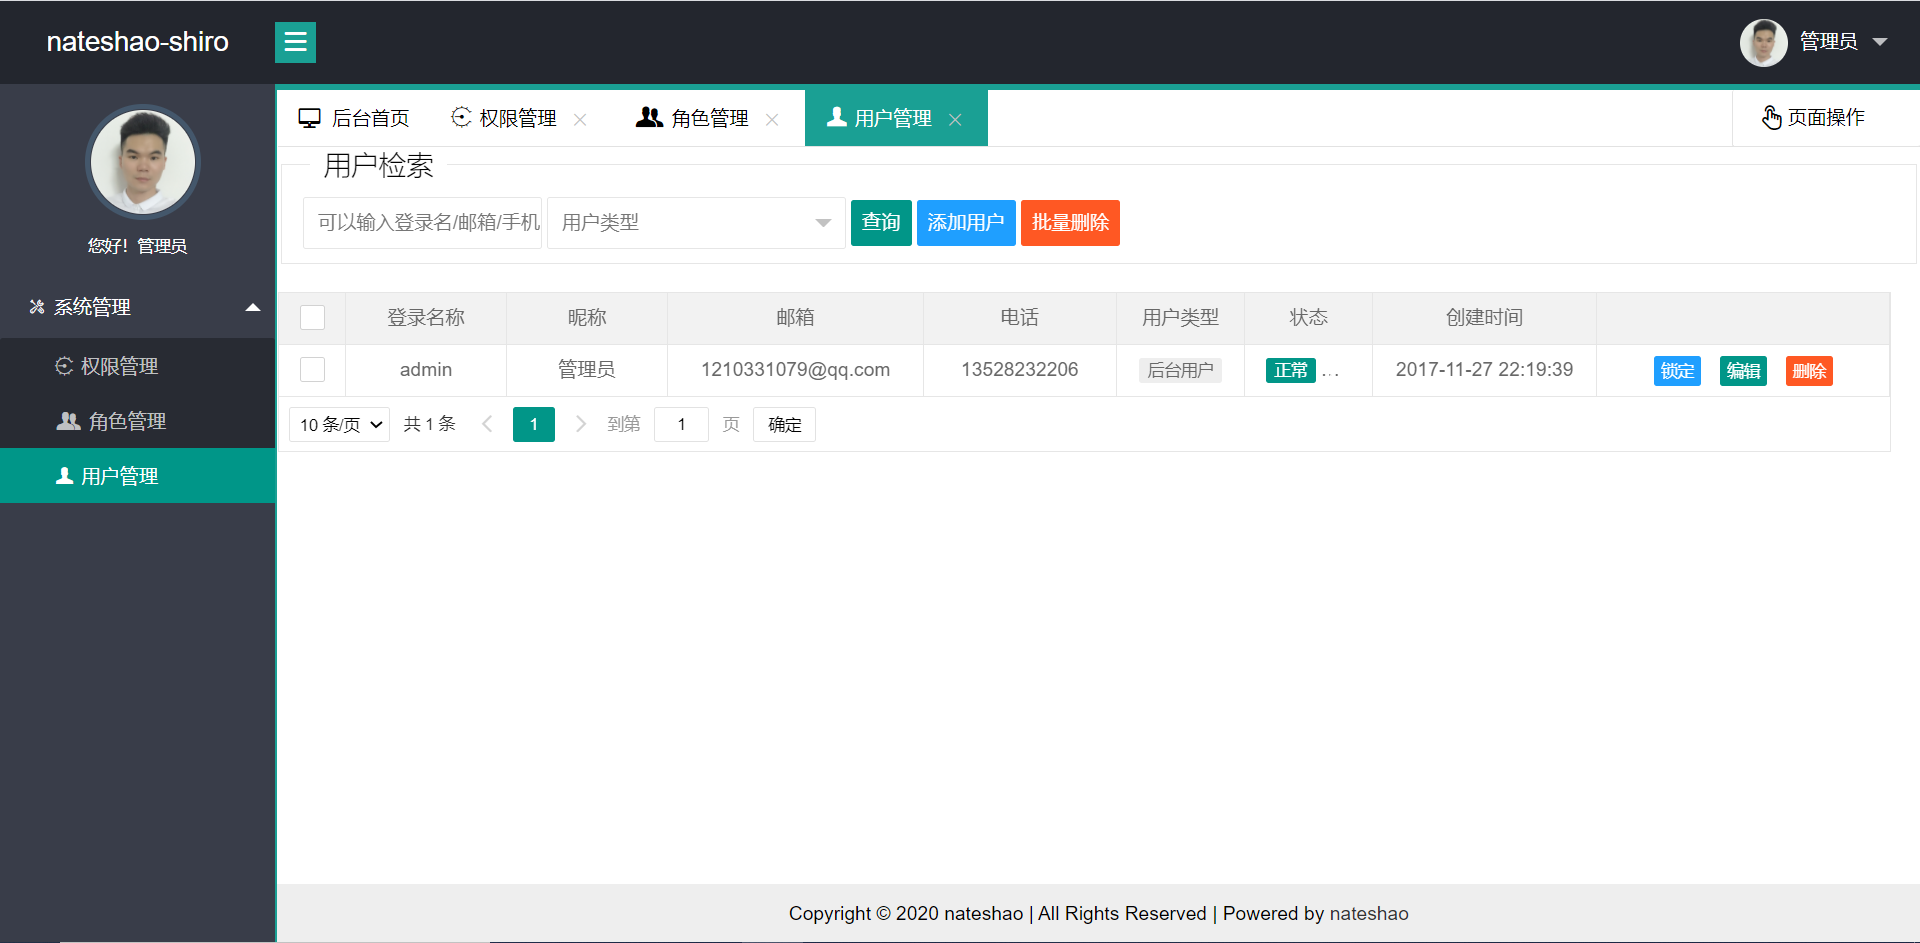 nateshao-shiro
管理员
您好！管理员
系统管理
权限管理
角色管理
用户管理
后台首页 权限管理 角色管理 用户管理 页面操作
用户检索
可以输入登录名/邮箱/手机 用户类型 查询 添加用户 批量删除
登录名称 昵称 邮箱 电话 用户类型 状态 创建时间
admin 管理员 1210331079@qq.com 13528232206 后台用户 正常 ... 2017-11-27 22:19:39 锁定 编辑 删除
10 条/页 共 1 条 1 到第 1 页 确定
Copyright © 2020 nateshao | All Rights Reserved | Powered by nateshao